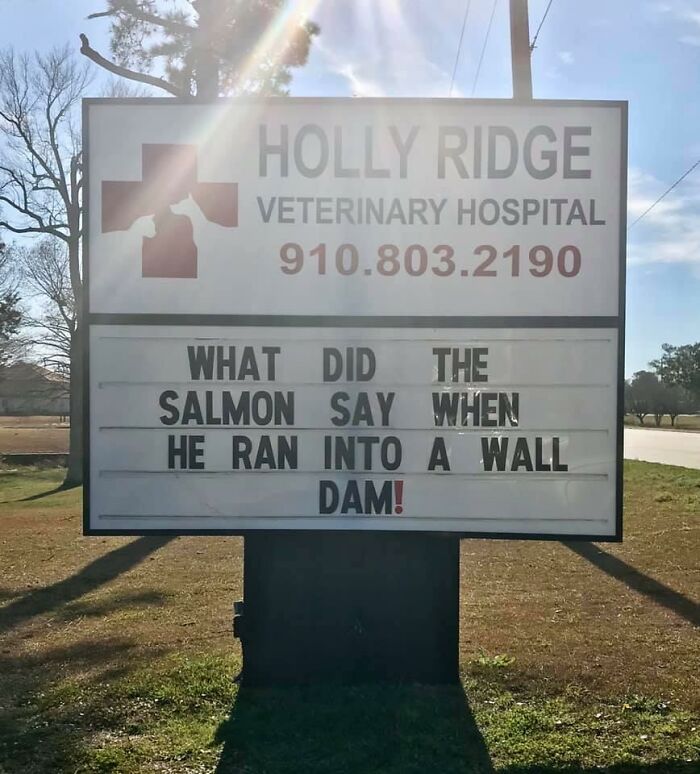 HOLLY RIDGE
VETERINARY HOSPITAL
910.803.2190
WHAT DID THE
SALMON SAY WHEN
HE RAN INTO A WALL
DAM!